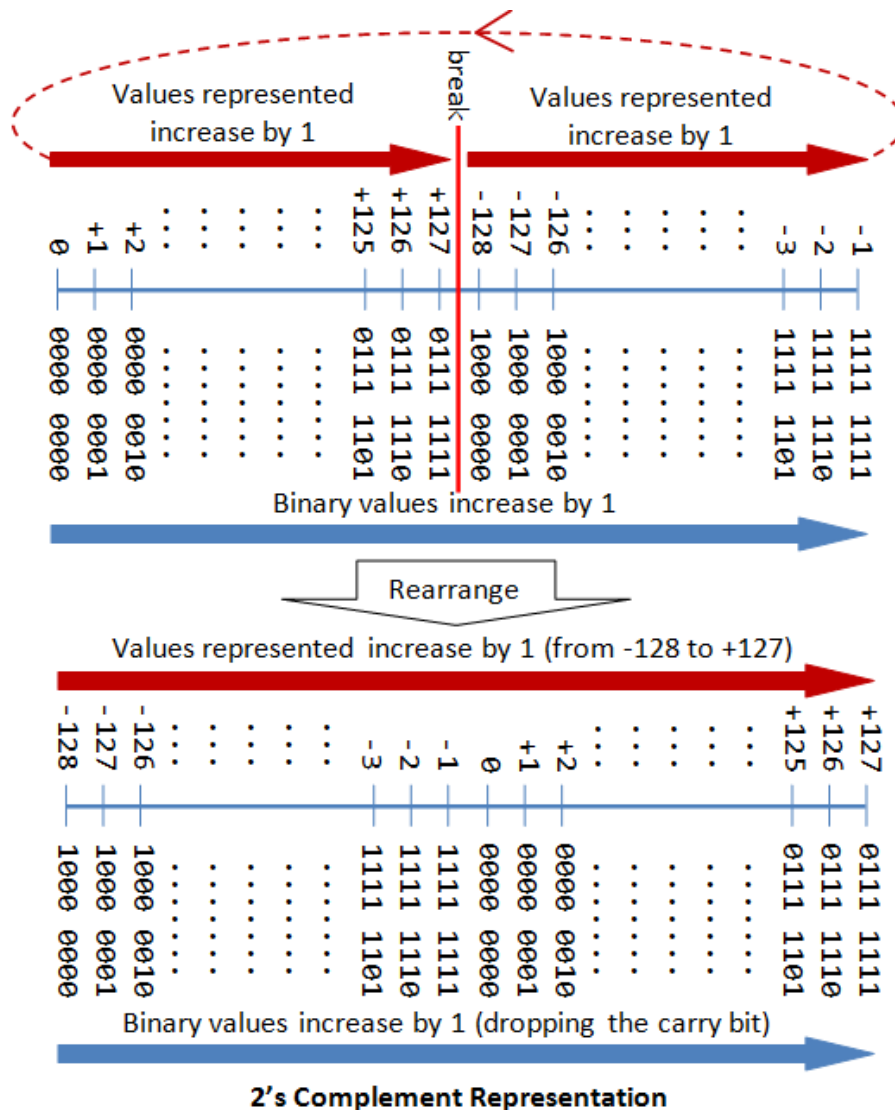 break
Values represented
increase by 1
Values represented
increase by 1
0 +1 +2 ... ... ... ... ... +125 +126 +127 -128 -127 -126 ... ... ... ... ... -3 -2 -1
0000 0000
0000 0001
0000 0010
0111 1101
0111 1110
0111 1111
1000 0000
1000 0001
1000 0010
1111 1101
1111 1110
1111 1111
Binary values increase by 1
Rearrange
Values represented increase by 1 (from -128 to +127)
-128 -127 -126 ... ... ... ... ... -3 -2 -1 0 +1 +2 ... ... ... ... ... +125 +126 +127
1000 0000
1000 0001
1000 0010
1111 1101
1111 1110
1111 1111
0000 0000
0000 0001
0000 0010
0111 1101
0111 1110
0111 1111
Binary values increase by 1 (dropping the carry bit)
2's Complement Representation